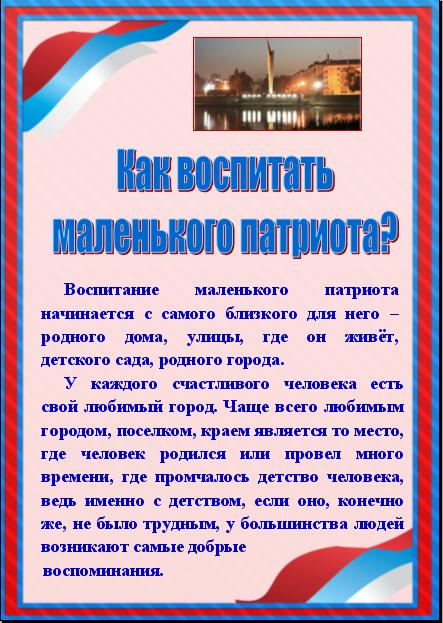 Как воспитать
маленького патриота?
Воспитание маленького патриота
начинается с самого близкого для него –
родного дома, улицы, где он живёт,
детского сада, родного города.
У каждого счастливого человека есть
свой любимый город. Чаще всего любимым
городом, поселком, краем является то место,
где человек родился или провел много
времени, где промчалось детство человека,
ведь именно с детством, если оно, конечно
же, не было трудным, у большинства людей
возникают самые добрые
воспоминания.